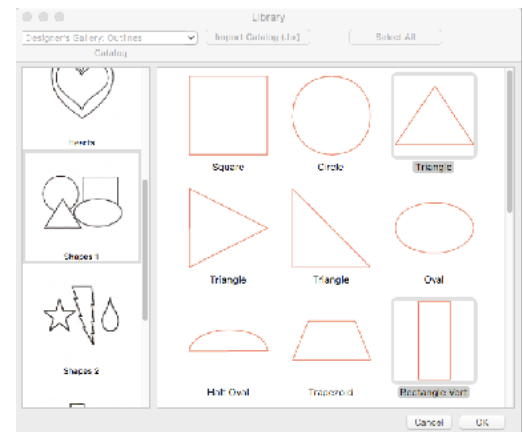 Library
Designer's Gallery: Outlines
Import Catalog (.ix)
Select All
Catalog
Hearts
Shapes 1
Shapes 2
Square
Circle
Triangle
Triangle
Triangle
Oval
Half Oval
Trapezoid
Rectangle Vert
Cancel
OK